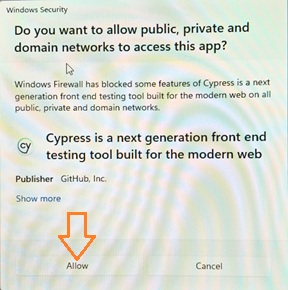 Windows Security
Do you want to allow public, private and
domain networks to access this app?
Windows Firewall has blocked some features of Cypress is a next
generation front end testing tool built for the modern web on all
public, private and domain networks.
cy
Cypress is a next generation front end
testing tool built for the modern web
Publisher GitHub, Inc.
Show more
Allow Cancel